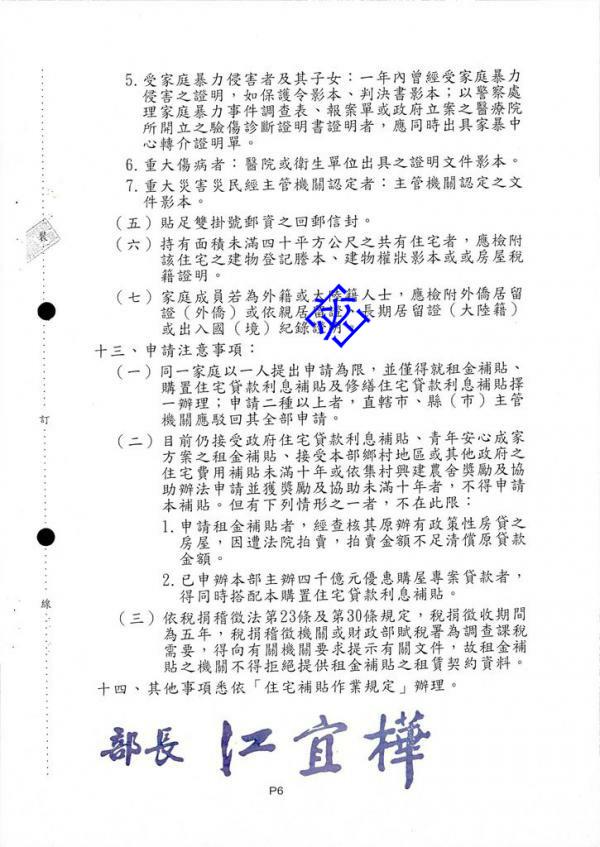 5. 受家庭暴力侵害者及其子女：一年內曾經受家庭暴力
侵害之證明，如保護令影本、判決書影本；以警察處
理家庭暴力事件調查表、報案單或政府立案之醫療院
所開立之驗傷診斷證明書證明者，應同時出具家暴中
心轉介證明單。
6. 重大傷病者：醫院或衛生單位出具之證明文件影本。
7. 重大災害災民經主管機關認定者：主管機關認定之文
件影本。
（五）貼足雙掛號郵資之回郵信封。
裝
（六）持有面積未滿四十平方公尺之共有住宅者，應檢附
該住宅之建物登記謄本、建物權狀影本或或房屋稅
籍證明。
（七）家庭成員若為外籍或大陸籍人士，應檢附外僑居留
證（外僑）或依親居留證、長期居留證（大陸籍）
或出入國（境）紀錄證明。
密
十三、申請注意事項：
（一）同一家庭以一人提出申請為限，並僅得就租金補貼、
購置住宅貸款利息補貼及修繕住宅貸款利息補貼擇
一辦理；申請二種以上者，直轄市、縣（市）主管
機關應駁回其全部申請。
訂
（二）目前仍接受政府住宅貸款利息補貼、青年安心成家
方案之租金補貼、接受本部鄉村地區或其他政府之
住宅費用補貼未滿十年或依集村興建農舍獎勵及協
助辦法申請並獲獎勵及協助未滿十年者，不得申請
本補貼。但有下列情形之一者，不在此限：
1. 申請租金補貼者，經查核其原辦有政策性房貸之
房屋，因遭法院拍賣，拍賣金額不足清償原貸款
金額。
2. 已申辦本部主辦四千億元優惠購屋專案貸款者，
得同時搭配本購置住宅貸款利息補貼。
線
（三）依稅捐稽徵法第23條及第30條規定，稅捐徵收期間
為五年，稅捐稽徵機關或財政部賦稅署為調查課稅
需要，得向有關機關要求提示有關文件，故租金補
貼之機關不得拒絕提供租金補貼之租賃契約資料。
十四、其他事項悉依「住宅補貼作業規定」辦理。
部長 江宜樺
P6